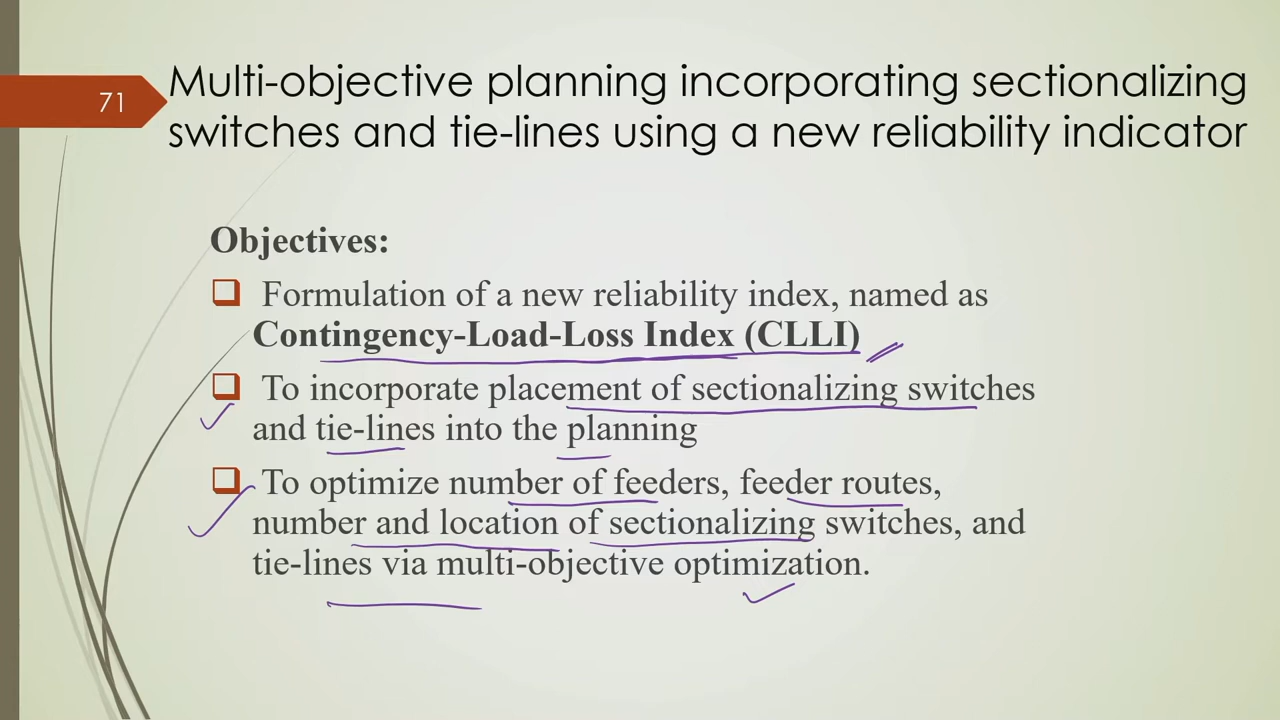 71
Multi-objective planning incorporating sectionalizing
switches and tie-lines using a new reliability indicator
Objectives:
Formulation of a new reliability index, named as
Contingency-Load-Loss Index (CLLI)
To incorporate placement of sectionalizing switches
and tie-lines into the planning
To optimize number of feeders, feeder routes,
number and location of sectionalizing switches, and
tie-lines via multi-objective optimization.